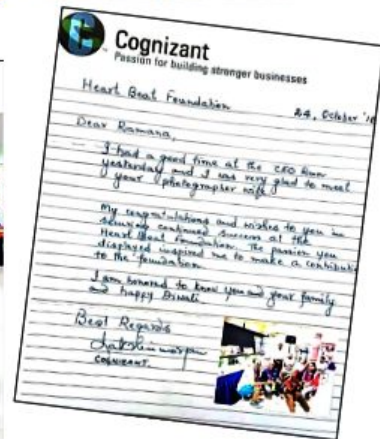 Cognizant
Passion for building stronger businesses
Heart Beat Foundation
24, October '16
Dear Ramana,
I had a good time at the CEO
yesterday and I was very glad to meet
your (photographer wife)
My congratulations and wishes to you in
securing continued success at the
Heart Beat Foundation. The passion you
displayed inspired me to make a contribution
to the foundation.
I am honored to know you and your family
and happy Diwali
Best Regards
COGNIZANT.